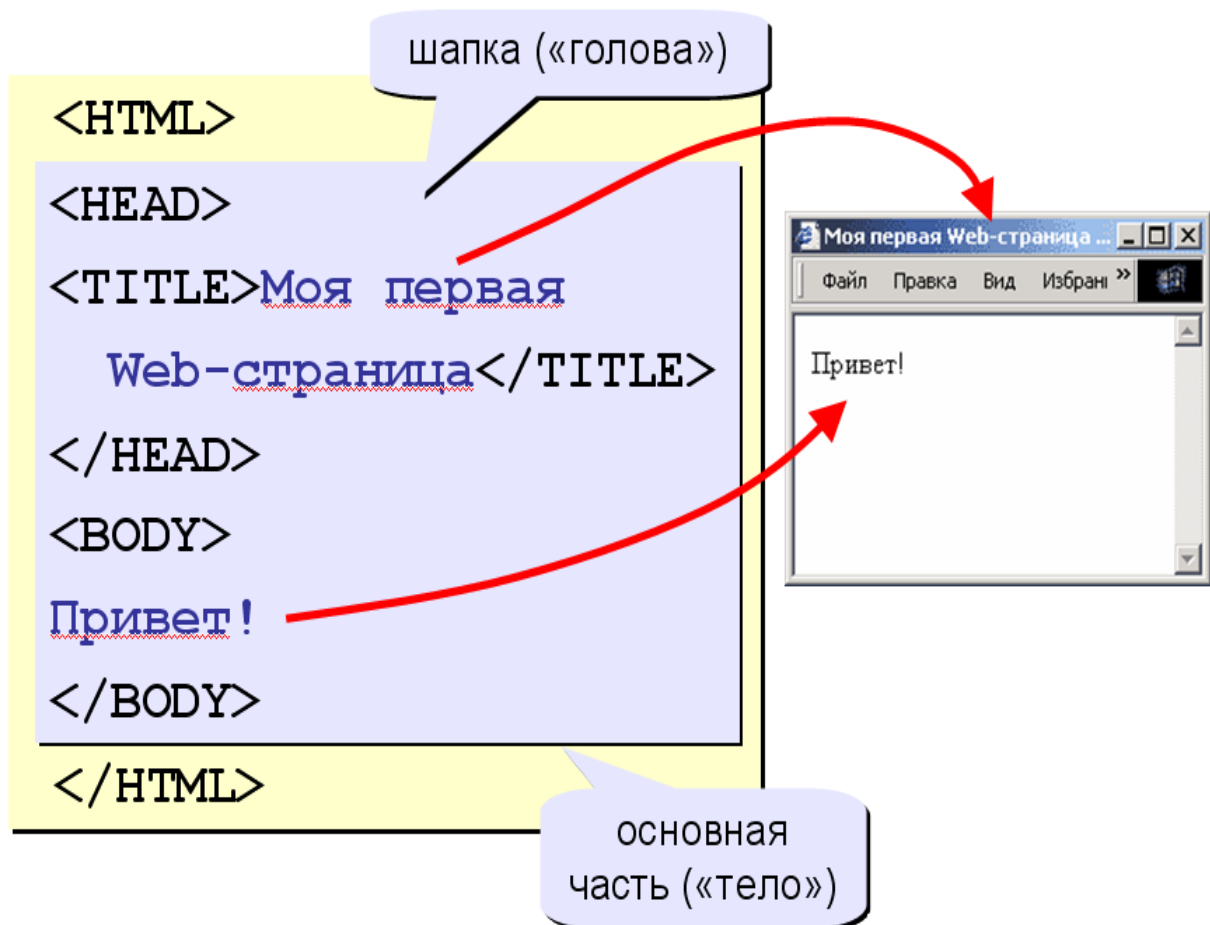 шапка («голова»)
<HTML>
<HEAD>
<TITLE>Моя первая
Web-страница</TITLE>
</HEAD>
<BODY>
Привет!
</BODY>
</HTML>
основная
часть («тело»)
Моя первая Web-страница ...
Файл Правка Вид Избранн »
Привет!